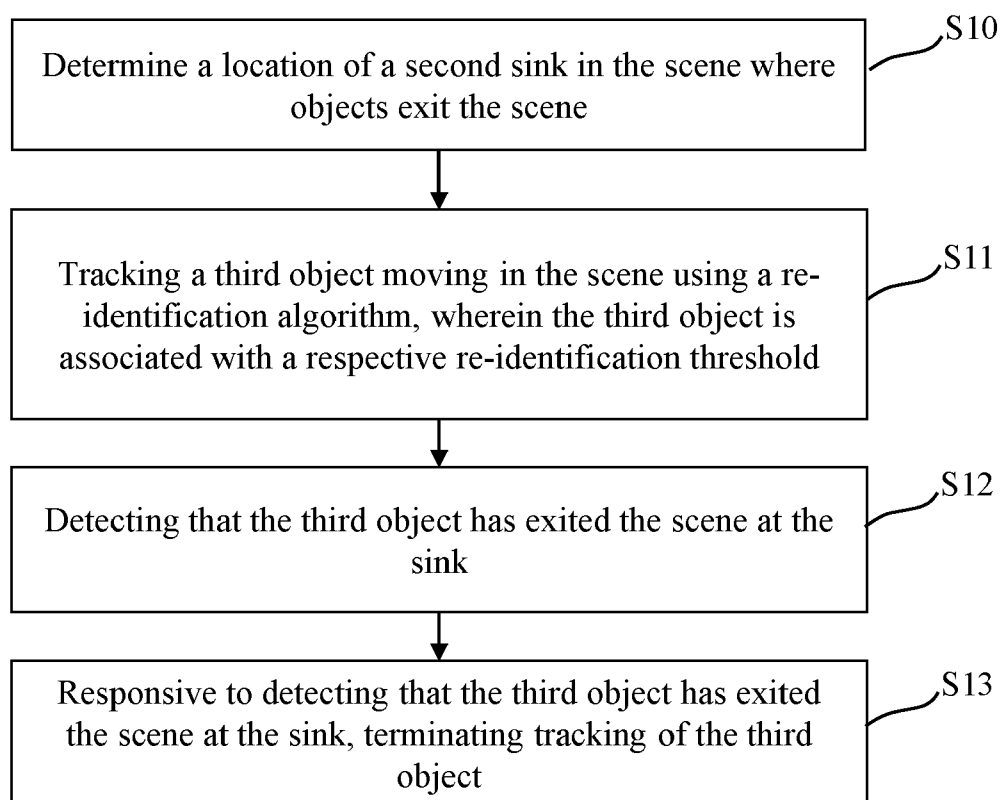 S10
Determine a location of a second sink in the scene where
objects exit the scene
S11
Tracking a third object moving in the scene using a re-
identification algorithm, wherein the third object is
associated with a respective re-identification threshold
S12
Detecting that the third object has exited the scene at the
sink
S13
Responsive to detecting that the third object has exited
the scene at the sink, terminating tracking of the third
object